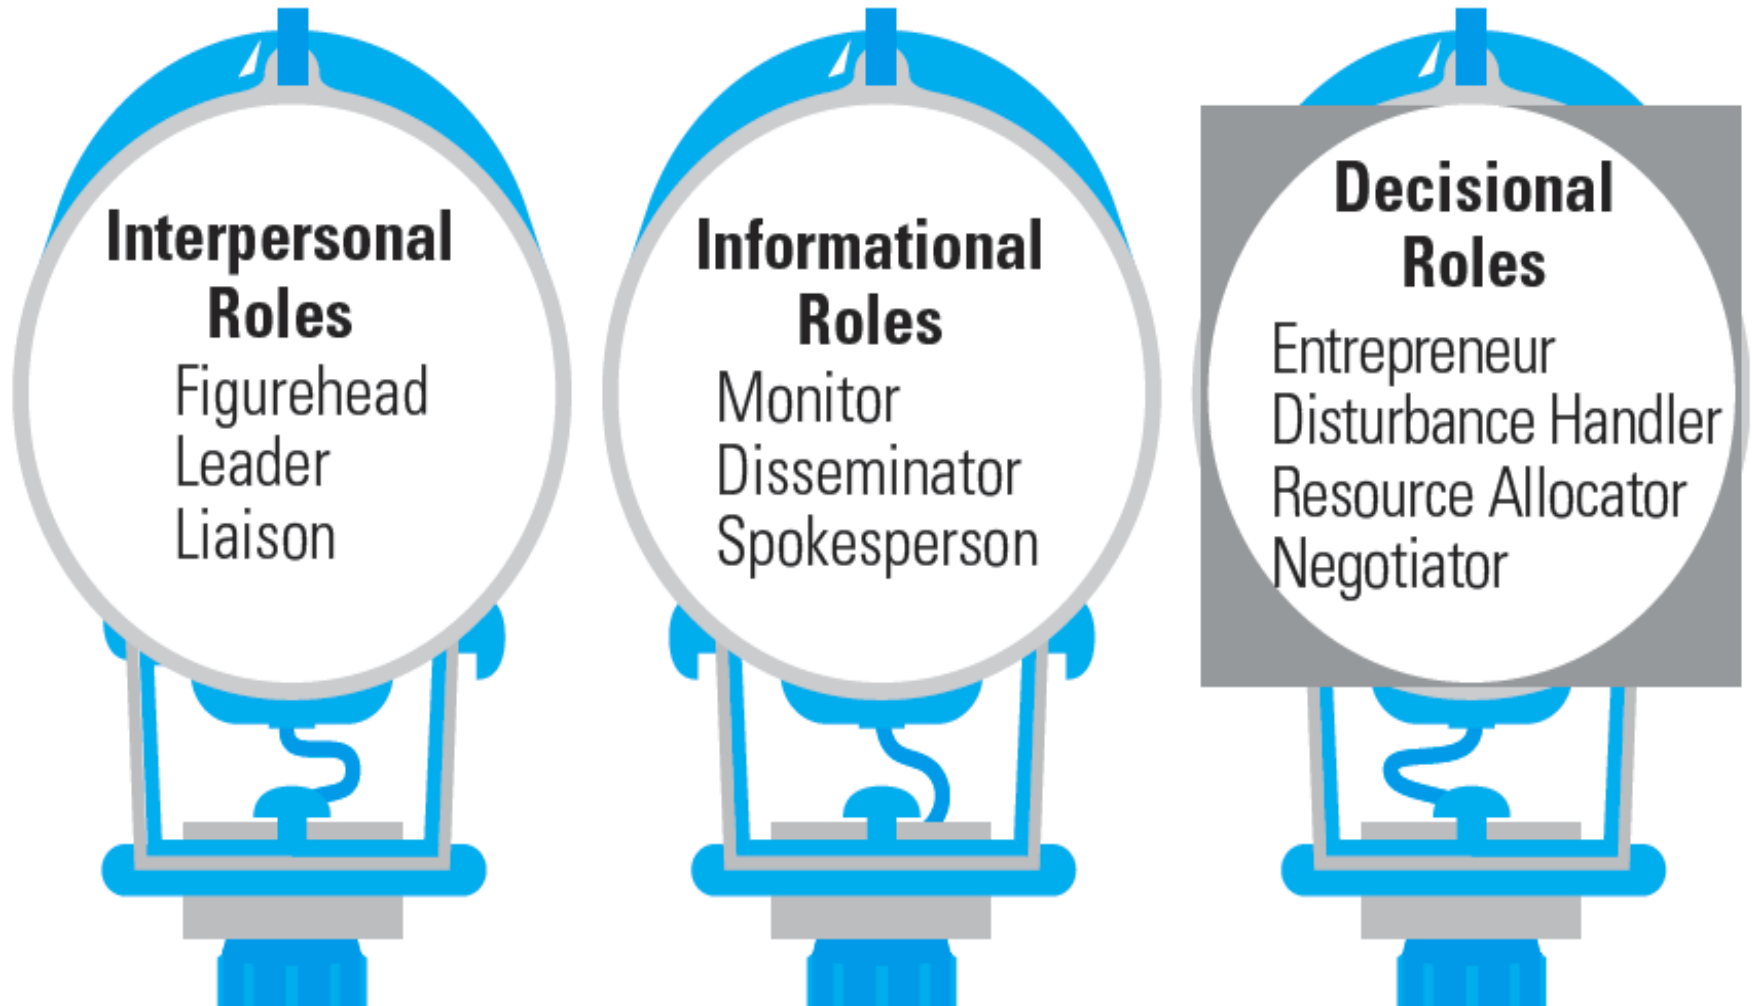 Interpersonal
Roles
Figurehead
Leader
Liaison
Informational
Roles
Monitor
Disseminator
Spokesperson
Decisional
Roles
Entrepreneur
Disturbance Handler
Resource Allocator
Negotiator